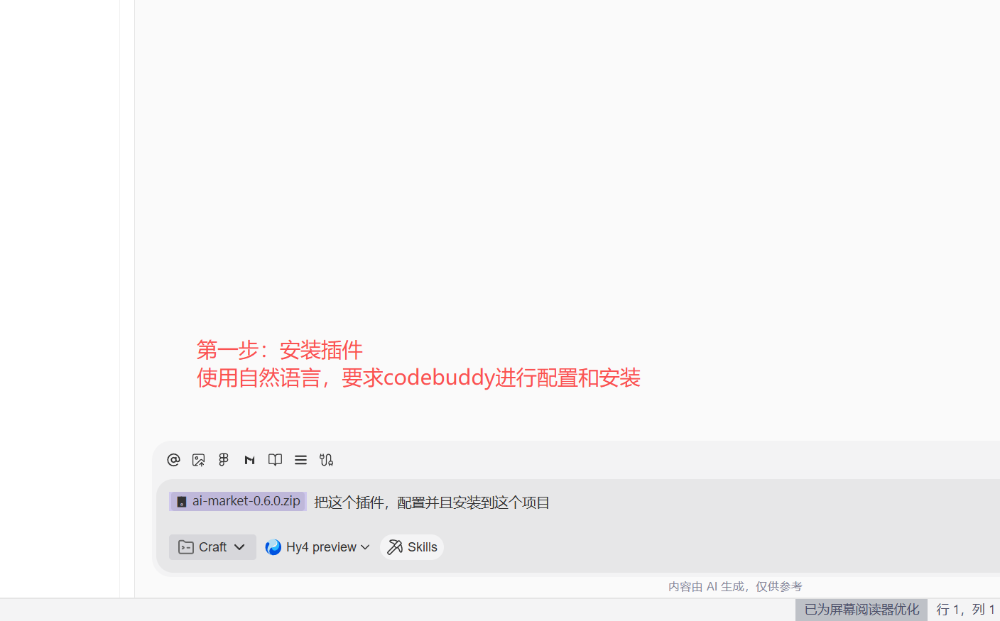 第一步：安装插件
使用自然语言，要求codebuddy进行配置和安装
ai-market-0.6.0.zip 把这个插件，配置并且安装到这个项目
Craft Hy4 preview Skills
内容由 AI 生成，仅供参考
已为屏幕阅读器优化 行 1，列 1